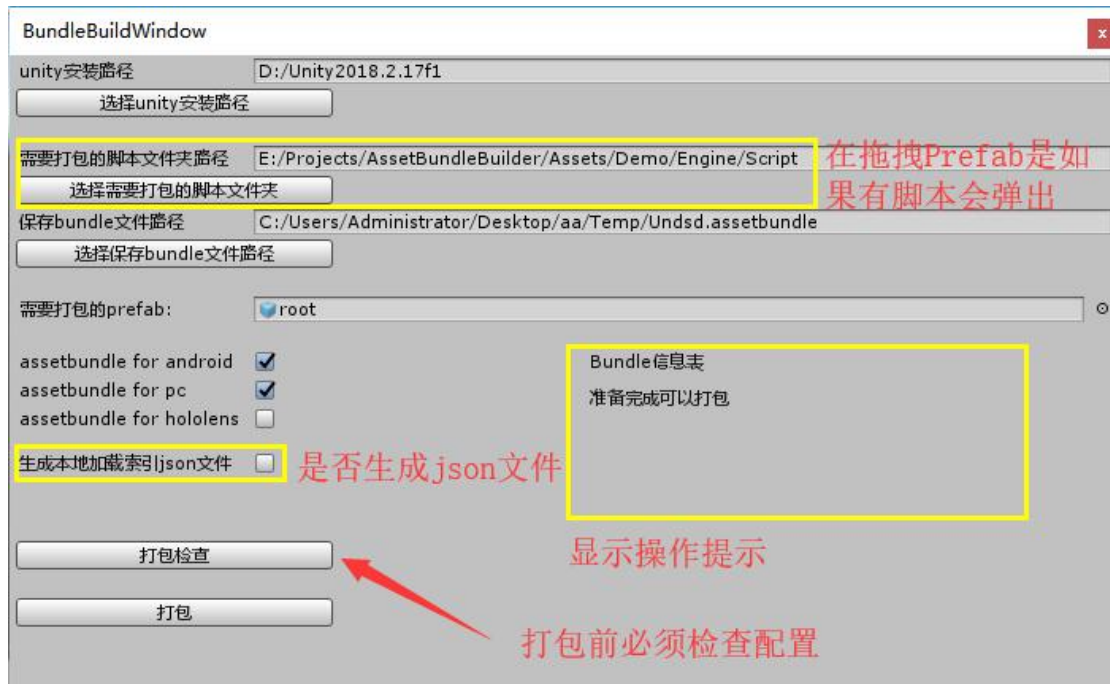 BundleBuildWindow
x
unity安装路径
D:/Unity2018.2.17f1
选择unity安装路径
需要打包的脚本文件夹路径
E:/Projects/AssetBundleBuilder/Assets/Demo/Engine/Script
在拖拽Prefab是如
果有脚本会弹出
选择需要打包的脚本文件夹
保存bundle文件路径
C:/Users/Administrator/Desktop/aa/Temp/Undsd.assetbundle
选择保存bundle文件路径
需要打包的prefab:
root
assetbundle for android
Bundle信息表
assetbundle for pc
准备完成可以打包
assetbundle for hololens
生成本地加载索引json文件
是否生成json文件
打包检查
显示操作提示
打包
打包前必须检查配置